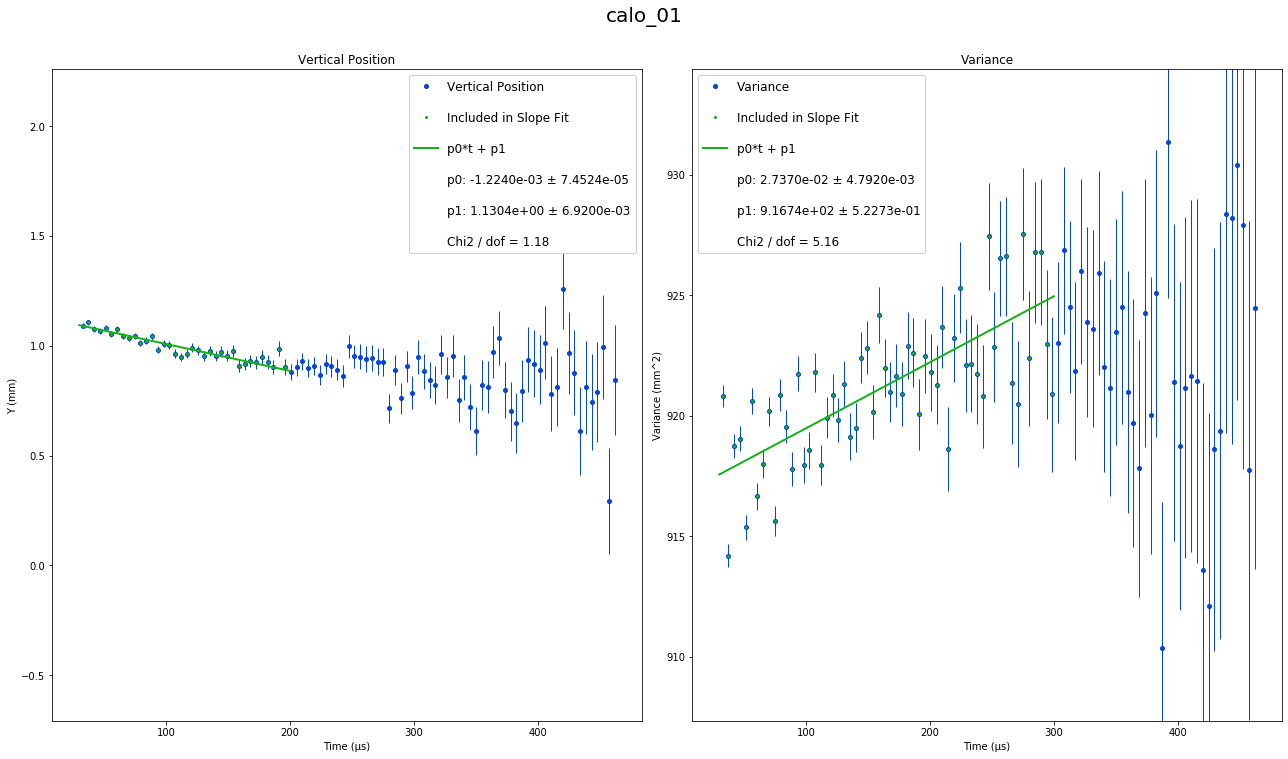 calo_01
Vertical Position
Vertical Position
Included in Slope Fit
p0*t + p1
p0: -1.2240e-03 ± 7.4524e-05
p1: 1.1304e+00 ± 6.9200e-03
Chi2 / dof = 1.18
2.0
1.5
1.0
0.5
0.0
−0.5
Y (mm)
100
200
300
400
Time (μs)
Variance
Variance
Included in Slope Fit
p0*t + p1
p0: 2.7370e-02 ± 4.7920e-03
p1: 9.1674e+02 ± 5.2273e-01
Chi2 / dof = 5.16
930
925
920
915
910
Variance (mm^2)
100
200
300
400
Time (μs)